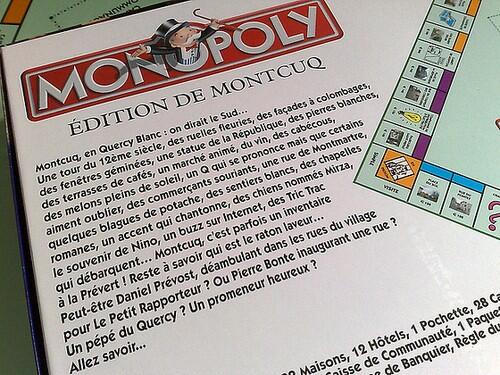 MONOPOLY
ÉDITION DE MONTCUQ
Montcuq, en Quercy Blanc : on dirait le Sud...
Une tour du 12ème siècle, des ruelles fleuries, des façades à colombages,
des fenêtres géminées, une statue de la République, des pierres blanches,
des terrasses de cafés, un marché animé, du vin, des cabécous,
des melons pleins de soleil, un Q qui se prononce mais que certains
aiment oublier, des commerçants souriants, une rue de Montmartre,
quelques blagues de potache, des sentiers blancs, des chapelles
romanes, un accent qui chantonne, des chiens nommés Mirza,
le souvenir de Nino, un buzz sur Internet, des Tric Trac
qui débarquent... Montcuq, c'est parfois un inventaire
à la Prévert ! Reste à savoir qui est le raton laveur...
Peut-être Daniel Prévost, déambulant dans les rues du village
pour Le Petit Rapporteur ? Ou Pierre Bonte inaugurant une rue ?
Un pépé du Quercy ? Un promeneur heureux ?
Allez savoir...
Maisons, 12 Hôtels, 1 Pochette, 28 Ca
aisse de Communauté, 1 Paque
de Banquier, Règle du
VISITE